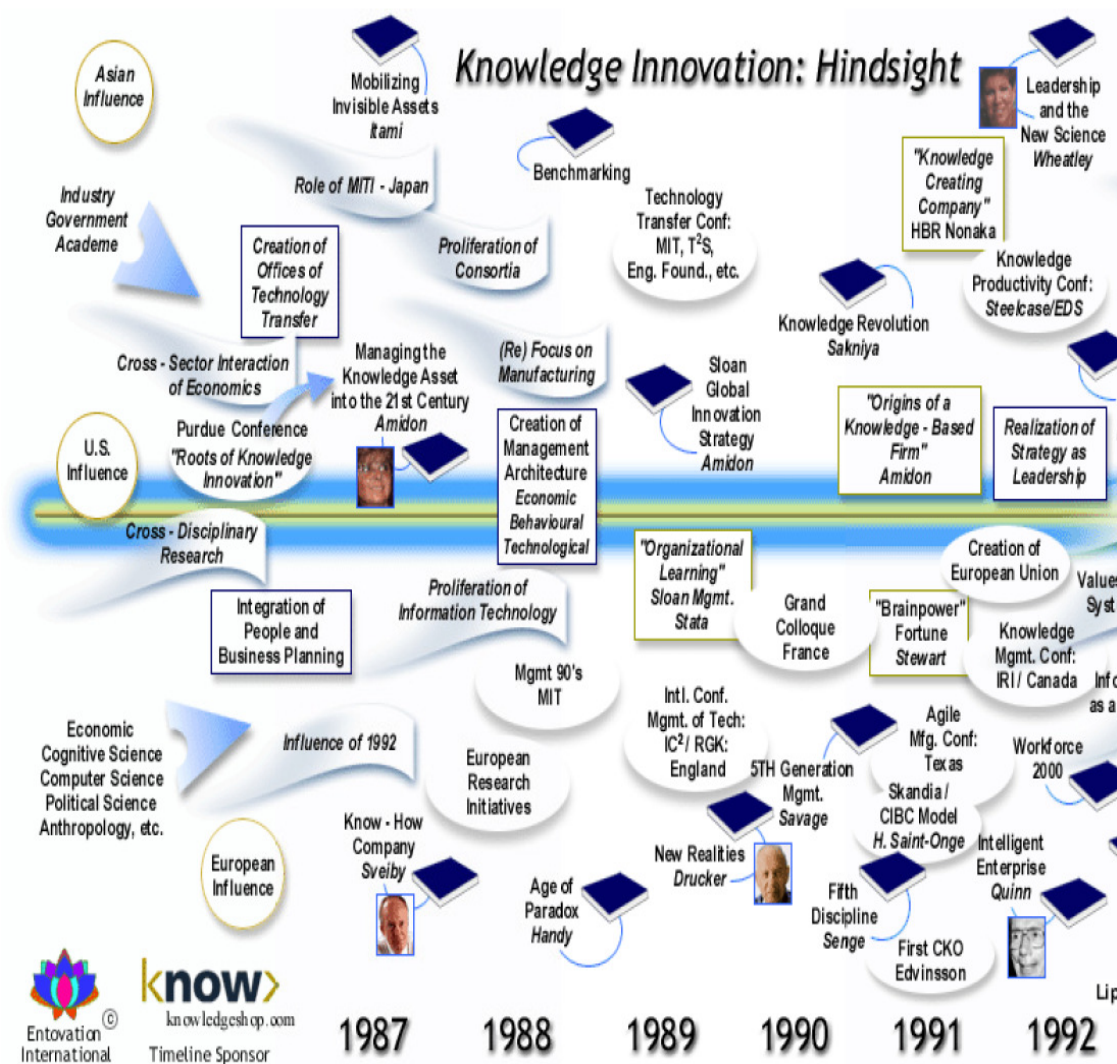 Knowledge Innovation: Hindsight
Asian
Influence
Mobilizing
Invisible Assets
Itami
Leadership
and the
New Science
Wheatley
Benchmarking
"Knowledge
Creating
Company"
HBR Nonaka
Role of MITI - Japan
Industry
Government
Academe
Technology
Transfer Conf:
MIT, T²S,
Eng. Found., etc.
Creation of
Offices of
Technology
Transfer
Proliferation of
Consortia
Knowledge
Productivity Conf:
Steelcase/EDS
Knowledge Revolution
Sakniya
Cross - Sector Interaction
of Economics
Managing the
Knowledge Asset
into the 21st Century
Amidon
(Re) Focus on
Manufacturing
Sloan
Global
Innovation
Strategy
Amidon
"Origins of a
Knowledge - Based
Firm"
Amidon
Realization of
Strategy as
Leadership
U.S.
Influence
Purdue Conference
"Roots of Knowledge
Innovation"
Creation of
Management
Architecture
Economic
Behavioural
Technological
Cross - Disciplinary
Research
"Organizational
Learning"
Sloan Mgmt.
Stata
Creation of
European Union
Values
Syst
Integration of
People and
Business Planning
Proliferation of
Information Technology
Grand
Colloque
France
"Brainpower"
Fortune
Stewart
Knowledge
Mgmt. Conf:
IRI / Canada
Info
as a
Mgmt 90's
MIT
Intl. Conf.
Mgmt. of Tech:
IC² / RGK:
England
Economic
Cognitive Science
Computer Science
Political Science
Anthropology, etc.
Influence of 1992
European
Research
Initiatives
5TH Generation
Mgmt.
Savage
Agile
Mfg. Conf:
Texas
Workforce
2000
Skandia /
CIBC Model
H. Saint-Onge
European
Influence
Know - How
Company
Sveiby
Age of
Paradox
Handy
New Realities
Drucker
Fifth
Discipline
Senge
Intelligent
Enterprise
Quinn
First CKO
Edvinsson
Lip
Entovation ©
International
know>
knowledgeshop.com
Timeline Sponsor
1987 1988 1989 1990 1991 1992